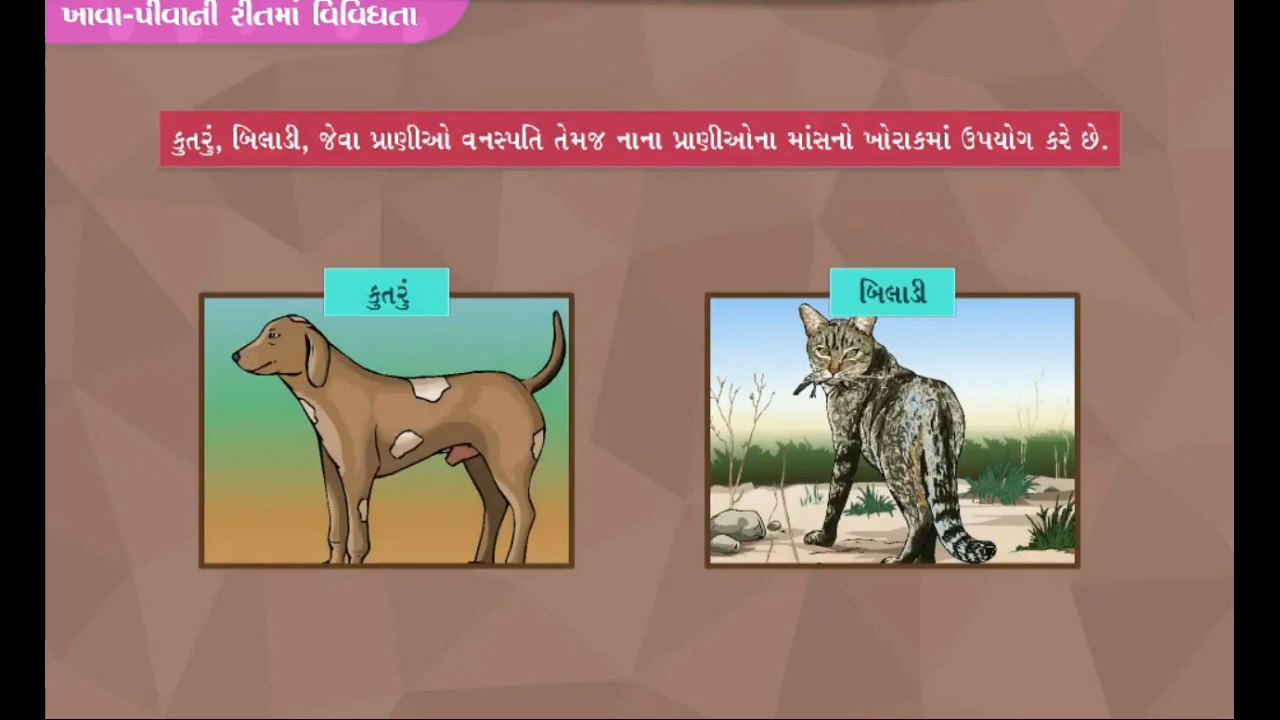 ખાવા-પીવાની રીતમાં વિવિધતા
કુતરું, બિલાડી, જેવા પ્રાણીઓ વનસ્પતિ તેમજ નાના પ્રાણીઓના માંસનો ખોરાકમાં ઉપયોગ કરે છે.
કુતરું
બિલાડી